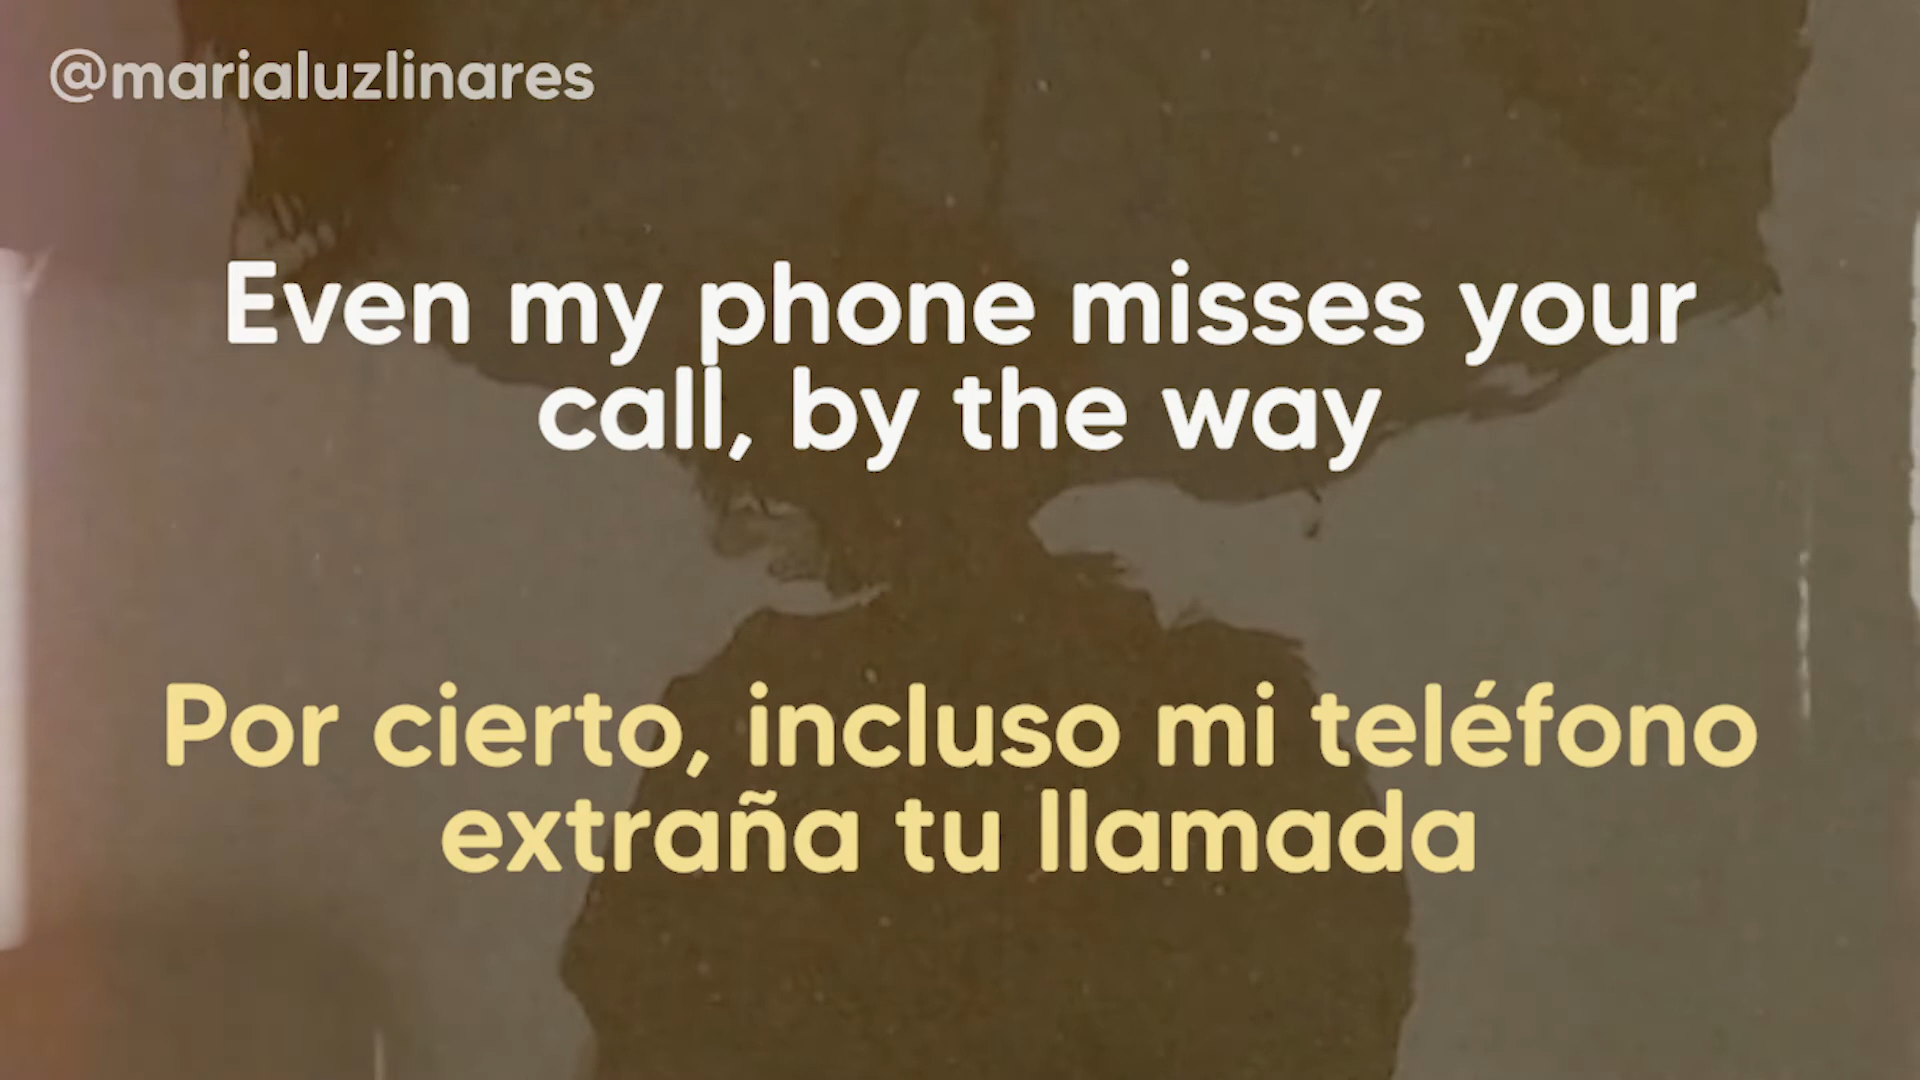 @marialuzlinares
Even my phone misses your
call, by the way
Por cierto, incluso mi teléfono
extraña tu llamada